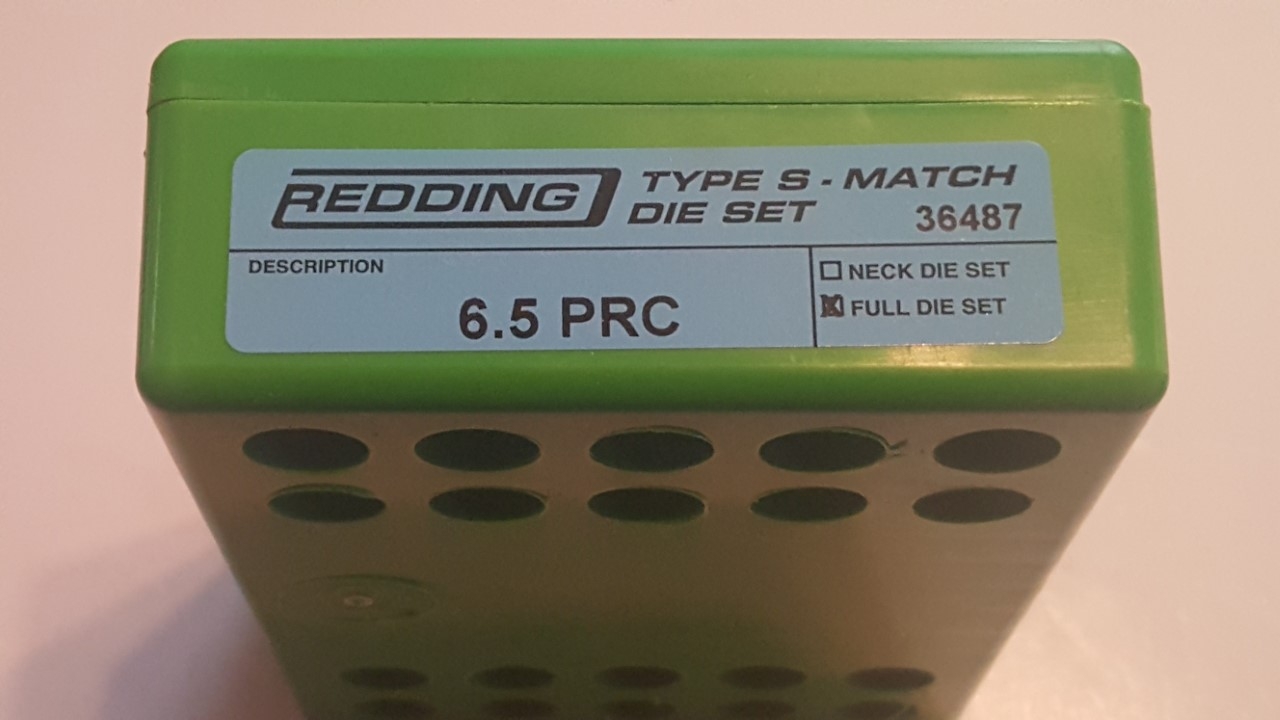 REDDING
TYPE S - MATCH
DIE SET
36487
DESCRIPTION
6.5 PRC
NECK DIE SET
FULL DIE SET